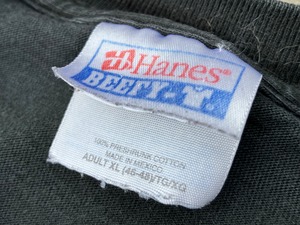 Hanes®
BEEFY-T
100% PRESHRUNK COTTON
MADE IN MEXICO
ADULT XL (46-48)/TG/XG